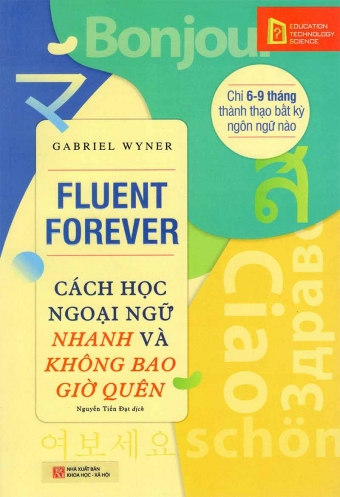 Bonjour
EDUCATION
TECHNOLOGY
SCIENCE
Chỉ 6-9 tháng
thành thạo bất kỳ
ngôn ngữ nào
GABRIEL WYNER
FLUENT
FOREVER
CÁCH HỌC
NGOẠI NGỮ
NHANH VÀ
KHÔNG BAO
GIỜ QUÊN
Nguyễn Tiến Đạt dịch
Ciao
Здравс
여보세요
schön
NHÀ XUẤT BẢN
KHOA HỌC - XÃ HỘI